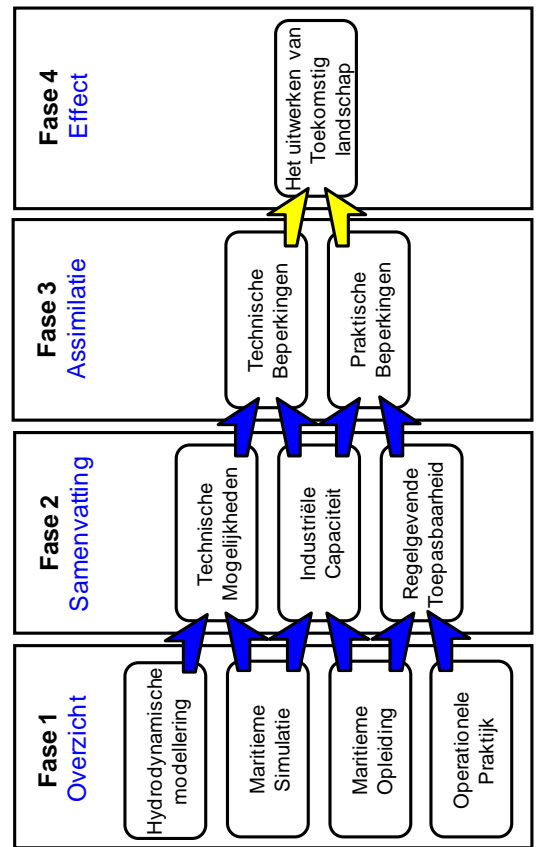 Fase 1
Overzicht
Hydrodynamische
modellering
Maritieme
Simulatie
Maritieme
Opleiding
Operationele
Praktijk
Fase 2
Samenvatting
Technische
Mogelijkheden
Industriële
Capaciteit
Regelgevende
Toepasbaarheid
Fase 3
Assimilatie
Technische
Beperkingen
Praktische
Beperkingen
Fase 4
Effect
Het uitwerken van
Toekomstig
landschap